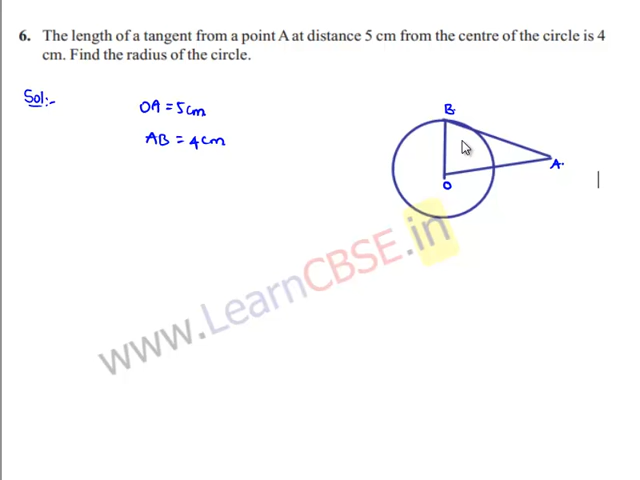 6. The length of a tangent from a point A at distance 5 cm from the centre of the circle is 4
cm. Find the radius of the circle.
Sol:-
OA = 5cm
AB = 4cm
B
A.
O
www.LearnCBSE.in